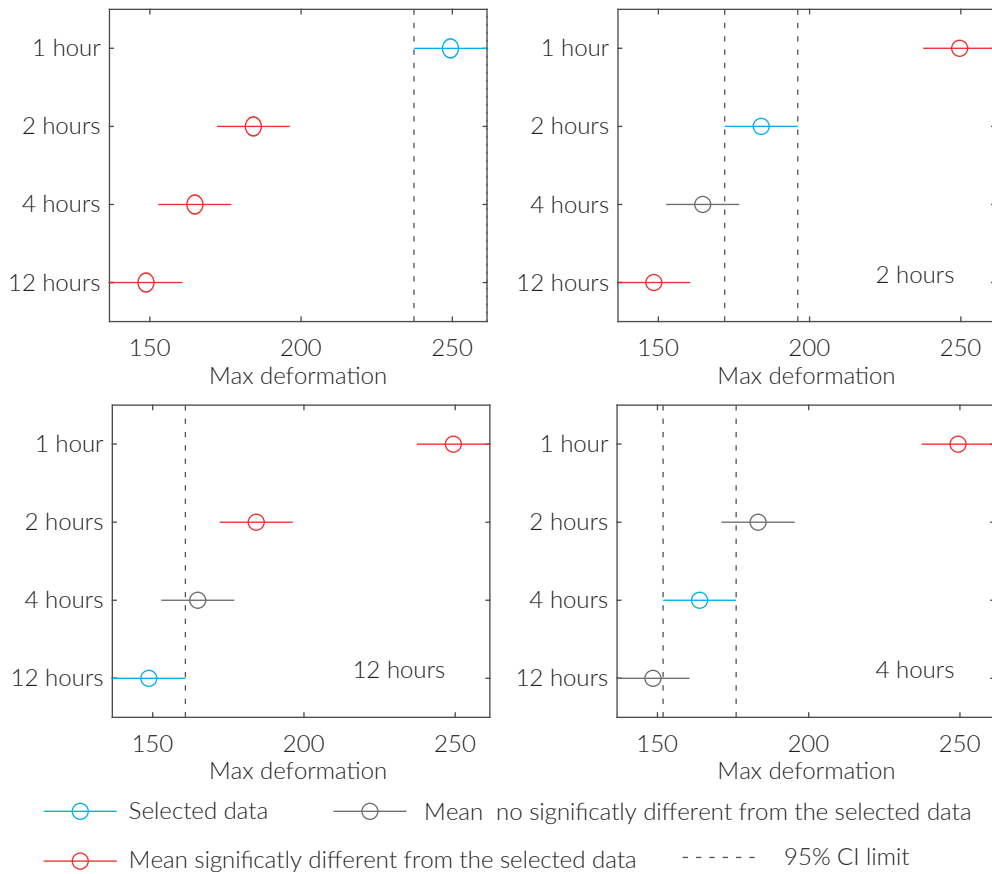 1 hour
2 hours
4 hours
12 hours
150 200 250
Max deformation
1 hour
2 hours
4 hours
12 hours
2 hours
150 200 250
Max deformation
1 hour
2 hours
4 hours
12 hours
12 hours
150 200 250
Max deformation
1 hour
2 hours
4 hours
12 hours
4 hours
150 200 250
Max deformation
Selected data
Mean no significatly different from the selected data
Mean significatly different from the selected data
95% CI limit